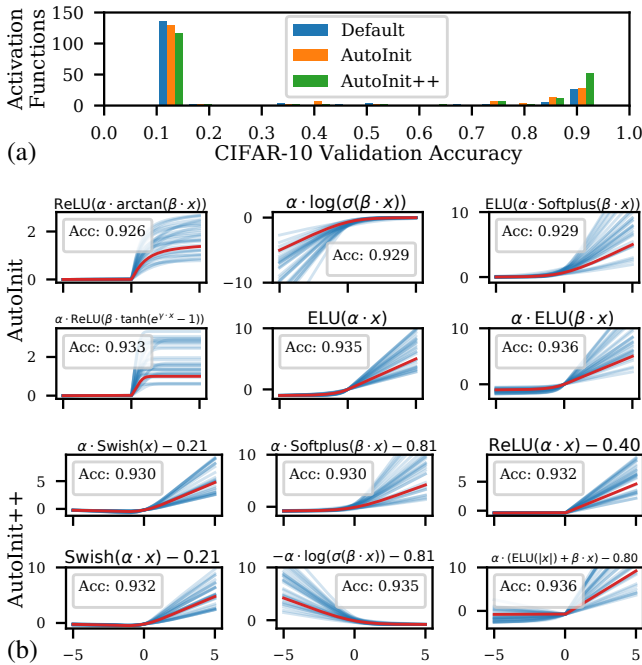 150
100
50
0
Activation
Functions
Default
AutoInit
AutoInit++
0.0 0.1 0.2 0.3 0.4 0.5 0.6 0.7 0.8 0.9 1.0
(a) CIFAR-10 Validation Accuracy
ReLU(α · arctan(β · x)) α · log(σ(β · x)) ELU(α · Softplus(β · x))
2
0
Acc: 0.926
0
−10
Acc: 0.929
10
0
Acc: 0.929
AutoInit
α · ReLU(β · tanh(e^{γ · x} − 1)) ELU(α · x) α · ELU(β · x)
2
0
Acc: 0.933
10
0
Acc: 0.935
10
0
Acc: 0.936
α · Swish(x) − 0.21 α · Softplus(β · x) − 0.81 ReLU(α · x) − 0.40
5
0
Acc: 0.930
10
0
Acc: 0.930
5
0
Acc: 0.932
AutoInit++
Swish(α · x) − 0.21 −α · log(σ(β · x)) − 0.81 α · (ELU(|x|) + β · x) − 0.80
10
0
Acc: 0.932
10
0
Acc: 0.935
10
0
Acc: 0.936
−5 0 5 −5 0 5 −5 0 5
(b)